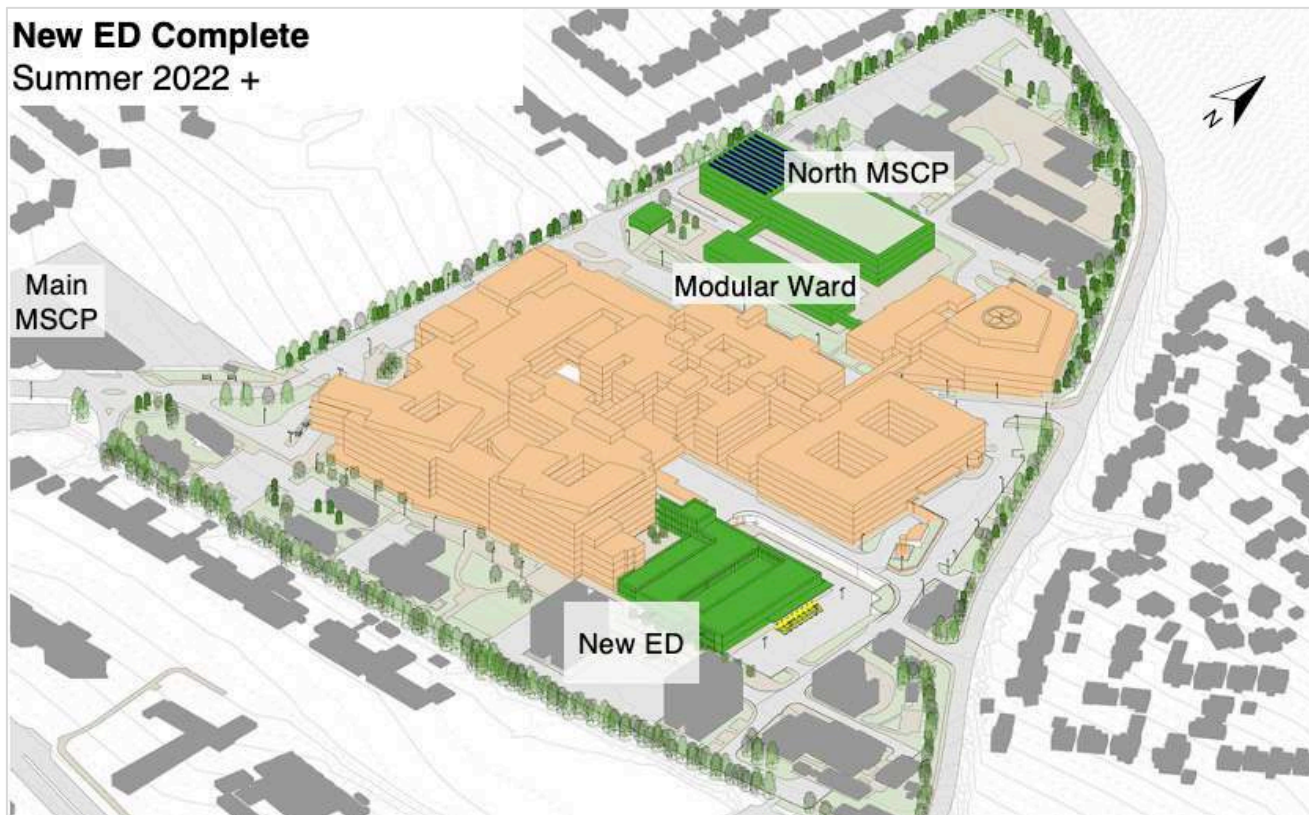 New ED Complete
Summer 2022 +
N
North MSCP
Modular Ward
Main
MSCP
New ED